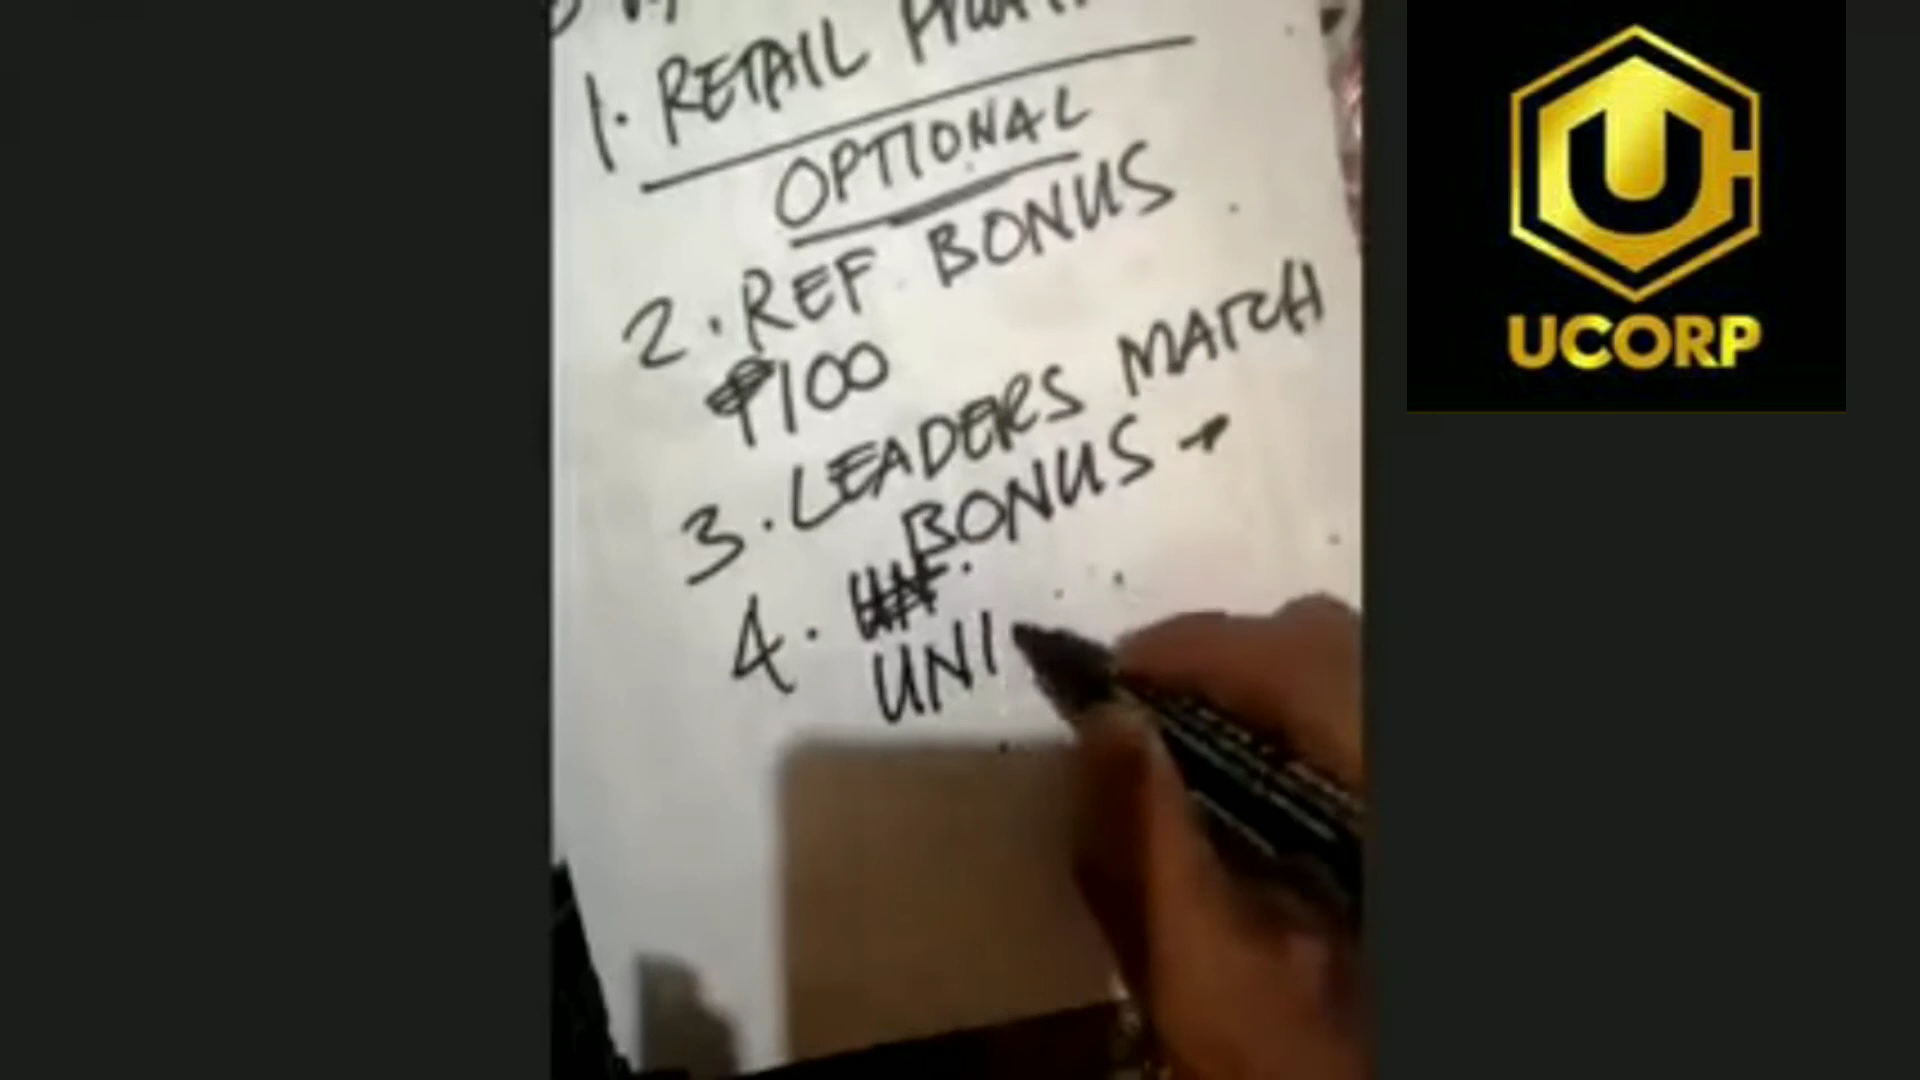 1. RETAIL
OPTIONAL
2. REF BONUS
₱100
3. LEADERS MATCH
BONUS -
4.
UNI
UCORP